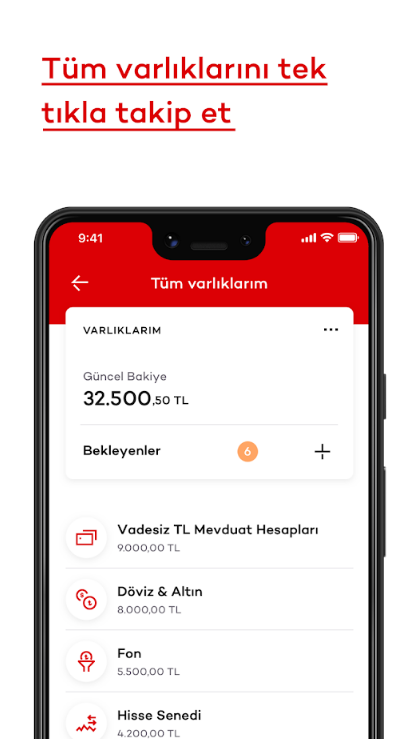 Tüm varlıklarını tek
tıkla takip et
9:41
Tüm varlıklarım
VARLIKLARIM
Güncel Bakiye
32.500,50 TL
Bekleyenler 6
Vadesiz TL Mevduat Hesapları
9.000,00 TL
Döviz & Altın
8.000,00 TL
Fon
5.500,00 TL
Hisse Senedi
4.200,00 TL